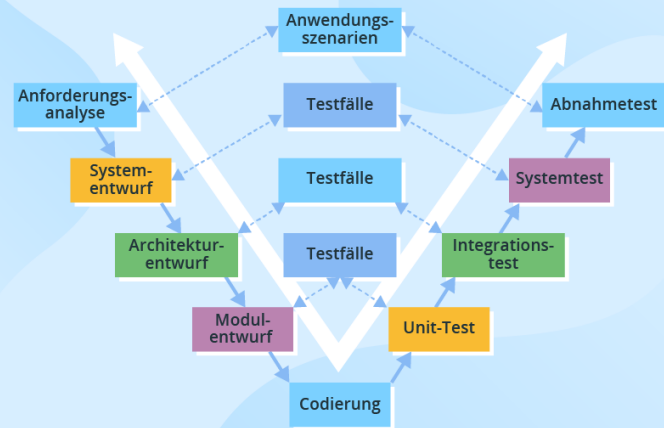 Anwendungs-
szenarien
Anforderungs-
analyse
Testfälle
Abnahmetest
System-
entwurf
Testfälle
Systemtest
Architektur-
entwurf
Testfälle
Integrations-
test
Modul-
entwurf
Unit-Test
Codierung